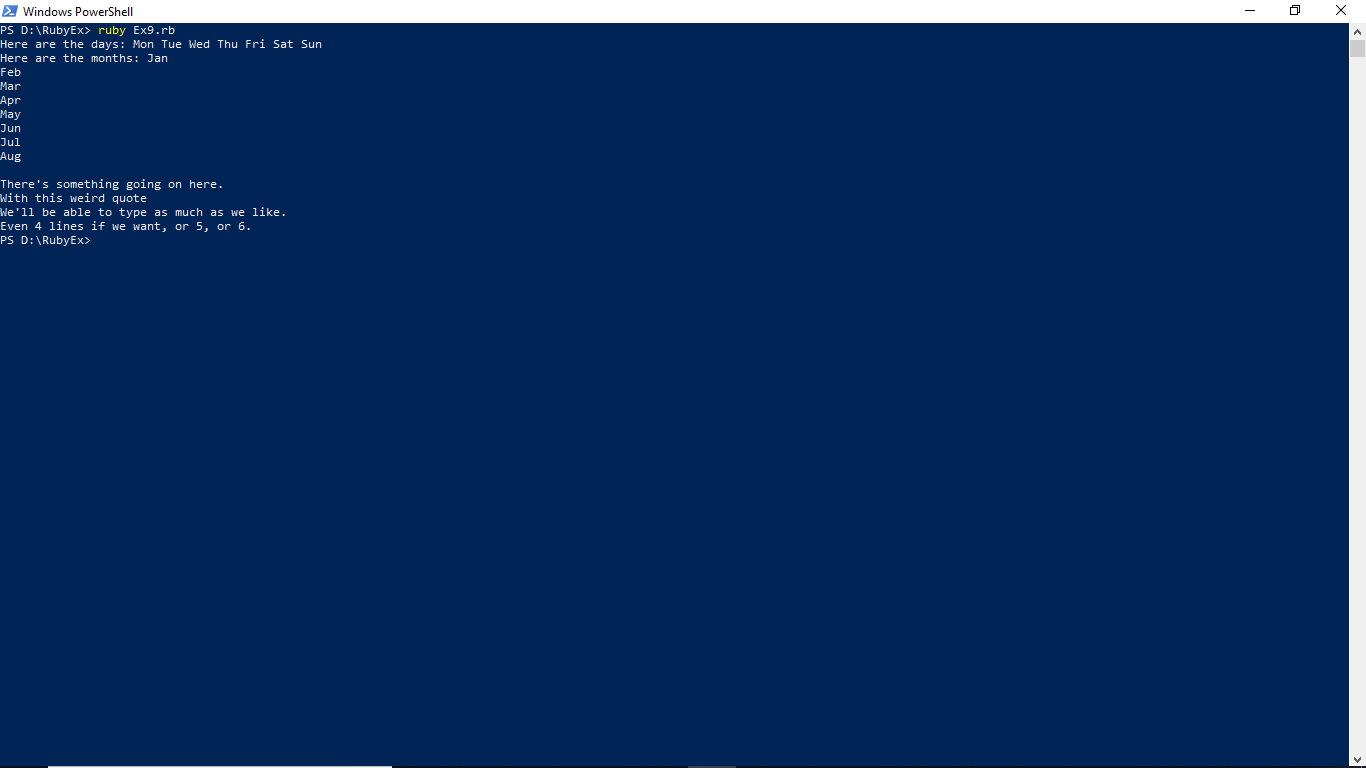 Windows PowerShell
PS D:\RubyEx> ruby Ex9.rb
Here are the days: Mon Tue Wed Thu Fri Sat Sun
Here are the months: Jan
Feb
Mar
Apr
May
Jun
Jul
Aug
There's something going on here.
With this weird quote
We'll be able to type as much as we like.
Even 4 lines if we want, or 5, or 6.
PS D:\RubyEx>